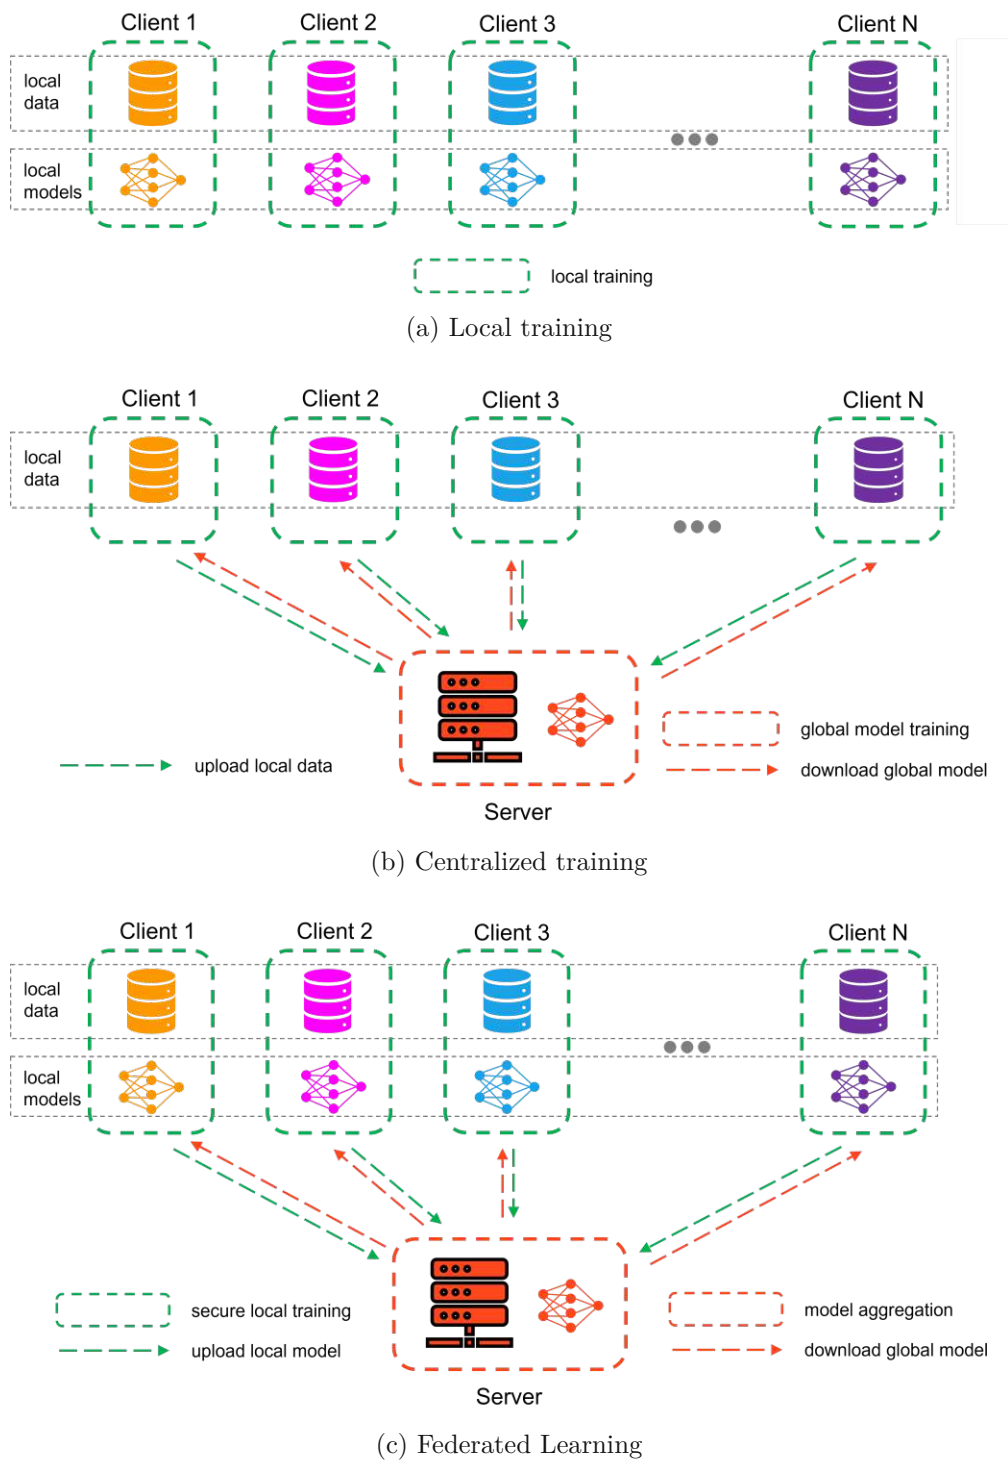 Client 1
Client 2
Client 3
Client N
local
data
local
models
local training
(a) Local training
Client 1
Client 2
Client 3
Client N
local
data
global model training
upload local data
download global model
Server
(b) Centralized training
Client 1
Client 2
Client 3
Client N
local
data
local
models
secure local training
model aggregation
upload local model
download global model
Server
(c) Federated Learning